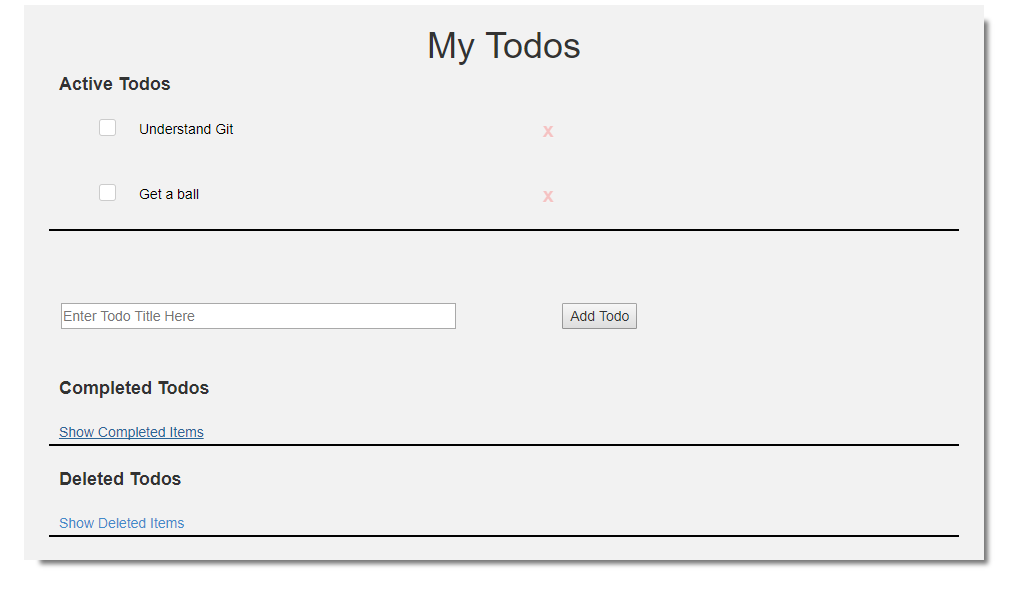 My Todos
Active Todos
Understand Git x
Get a ball x
Enter Todo Title Here Add Todo
Completed Todos
Show Completed Items
Deleted Todos
Show Deleted Items